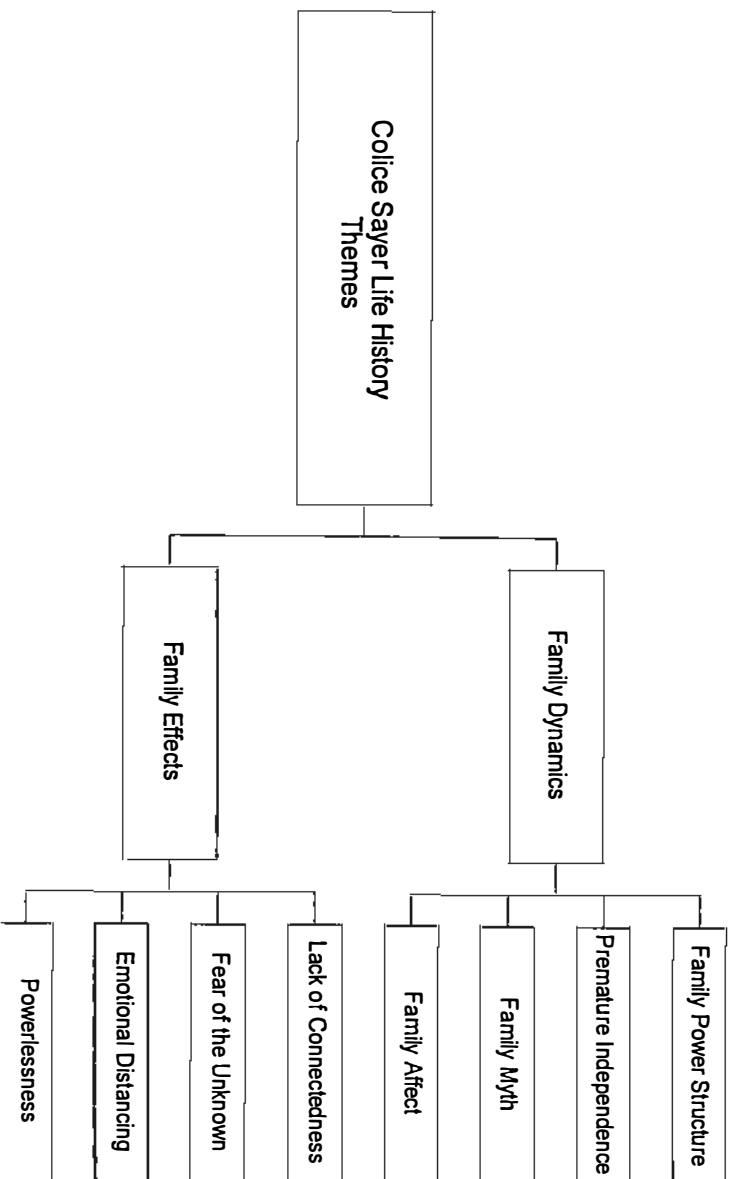 Colice Sayer Life History
Themes
Family Dynamics
Family Power Structure
Premature Independence
Family Myth
Family Affect
Family Effects
Lack of Connectedness
Fear of the Unknown
Emotional Distancing
Powerlessness